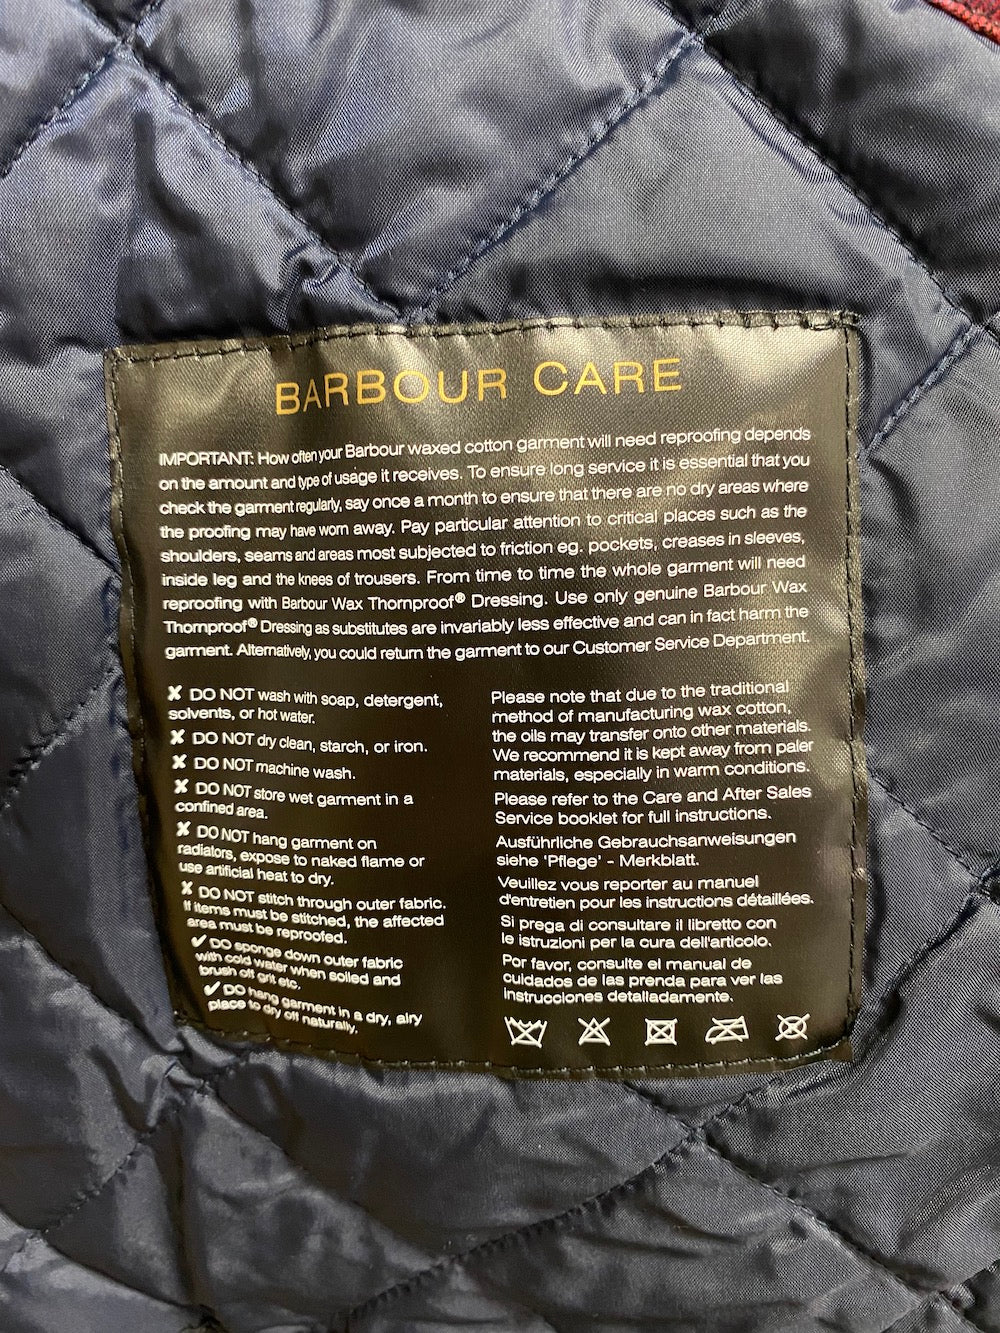 BARBOUR CARE
IMPORTANT: How often your Barbour waxed cotton garment will need reproofing depends
on the amount and type of usage it receives. To ensure long service it is essential that you
check the garment regularly, say once a month to ensure that there are no dry areas where
the proofing may have worn away. Pay particular attention to critical places such as the
shoulders, seams and areas most subjected to friction eg. pockets, creases in sleeves,
inside leg and the knees of trousers. From time to time the whole garment will need
reproofing with Barbour Wax Thornproof® Dressing. Use only genuine Barbour Wax
Thornproof® Dressing as substitutes are invariably less effective and can in fact harm the
garment. Alternatively, you could return the garment to our Customer Service Department.
✘ DO NOT wash with soap, detergent,
solvents, or hot water.
✘ DO NOT dry clean, starch, or iron.
✘ DO NOT machine wash.
✘ DO NOT store wet garment in a
confined area.
✘ DO NOT hang garment on
radiators, expose to naked flame or
use artificial heat to dry.
✘ DO NOT stitch through outer fabric.
If items must be stitched, the affected
area must be reproofed.
✔ DO sponge down outer fabric
with cold water when soiled and
brush off grit etc.
✔ DO hang garment in a dry, airy
place to dry off naturally.
Please note that due to the traditional
method of manufacturing wax cotton,
the oils may transfer onto other materials.
We recommend it is kept away from paler
materials, especially in warm conditions.
Please refer to the Care and After Sales
Service booklet for full instructions.
Ausführliche Gebrauchsanweisungen
siehe 'Pflege' - Merkblatt.
Veuillez vous reporter au manuel
d'entretien pour les instructions détaillées.
Si prega di consultare il libretto con
le istruzioni per la cura dell'articolo.
Por favor, consulte el manual de
cuidados de las prenda para ver las
instrucciones detalladamente.